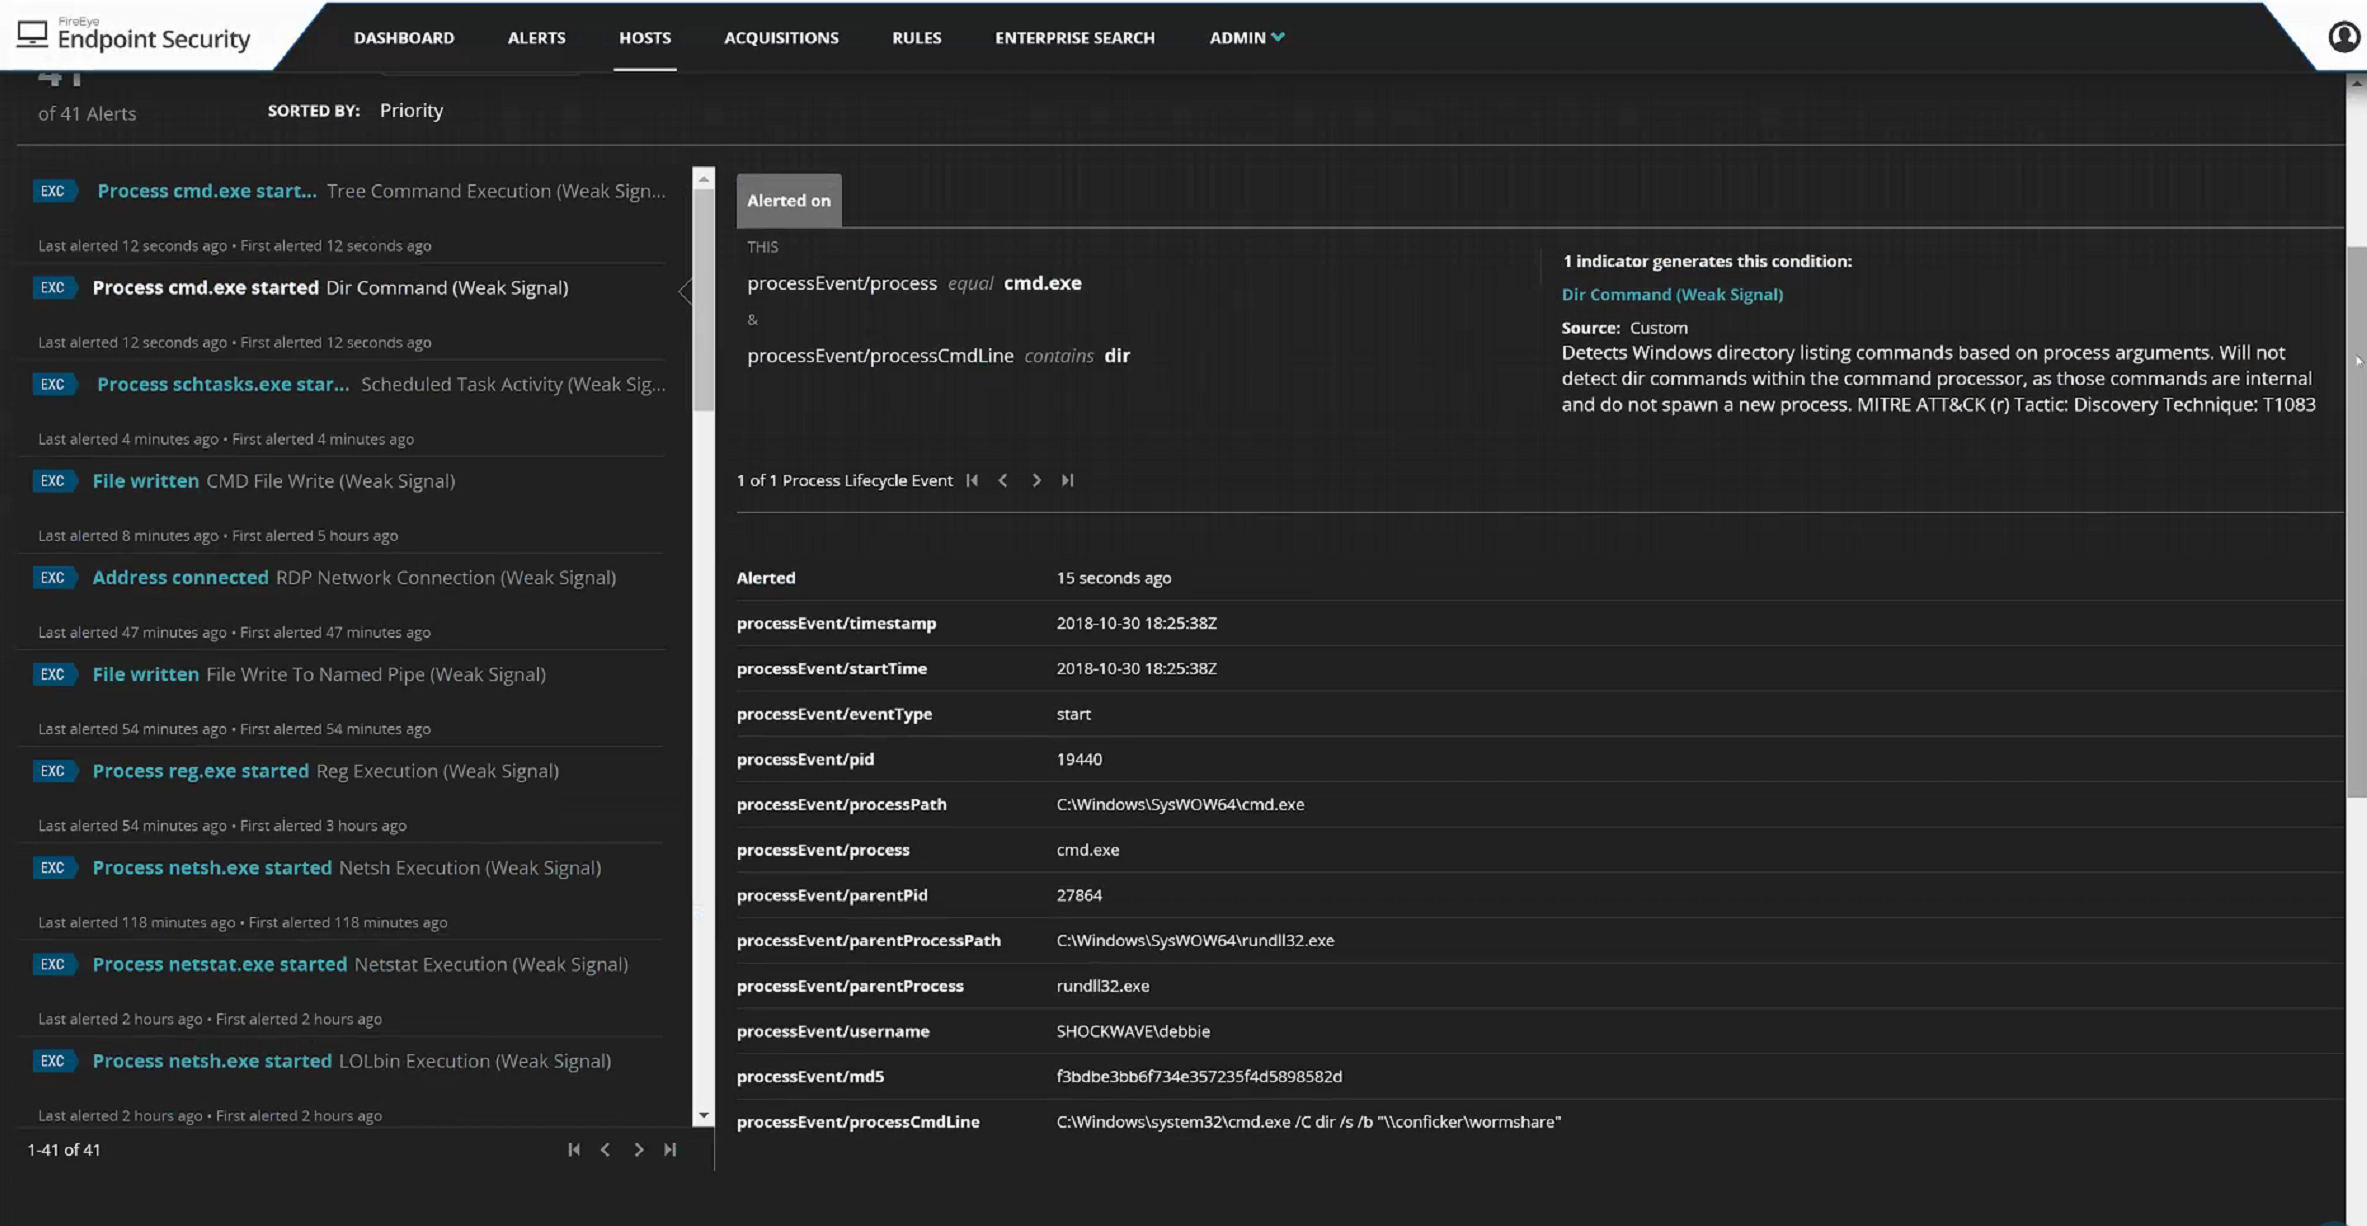 FireEye
Endpoint Security
DASHBOARD
ALERTS
HOSTS
ACQUISITIONS
RULES
ENTERPRISE SEARCH
ADMIN
41
of 41 Alerts
SORTED BY: Priority
EXC Process cmd.exe start... Tree Command Execution (Weak Sign...
Last alerted 12 seconds ago • First alerted 12 seconds ago
EXC Process cmd.exe started Dir Command (Weak Signal)
Last alerted 12 seconds ago • First alerted 12 seconds ago
EXC Process schtasks.exe star... Scheduled Task Activity (Weak Sig...
Last alerted 4 minutes ago • First alerted 4 minutes ago
EXC File written CMD File Write (Weak Signal)
Last alerted 8 minutes ago • First alerted 5 hours ago
EXC Address connected RDP Network Connection (Weak Signal)
Last alerted 47 minutes ago • First alerted 47 minutes ago
EXC File written File Write To Named Pipe (Weak Signal)
Last alerted 54 minutes ago • First alerted 54 minutes ago
EXC Process reg.exe started Reg Execution (Weak Signal)
Last alerted 54 minutes ago • First alerted 3 hours ago
EXC Process netsh.exe started Netsh Execution (Weak Signal)
Last alerted 118 minutes ago • First alerted 118 minutes ago
EXC Process netstat.exe started Netstat Execution (Weak Signal)
Last alerted 2 hours ago • First alerted 2 hours ago
EXC Process netsh.exe started LOLbin Execution (Weak Signal)
Last alerted 2 hours ago • First alerted 2 hours ago
1-41 of 41
Alerted on
THIS
processEvent/process equal cmd.exe
&
processEvent/processCmdLine contains dir
1 indicator generates this condition:
Dir Command (Weak Signal)
Source: Custom
Detects Windows directory listing commands based on process arguments. Will not
detect dir commands within the command processor, as those commands are internal
and do not spawn a new process. MITRE ATT&CK (r) Tactic: Discovery Technique: T1083
1 of 1 Process Lifecycle Event
Alerted 15 seconds ago
processEvent/timestamp 2018-10-30 18:25:38Z
processEvent/startTime 2018-10-30 18:25:38Z
processEvent/eventType start
processEvent/pid 19440
processEvent/processPath C:\Windows\SysWOW64\cmd.exe
processEvent/process cmd.exe
processEvent/parentPid 27864
processEvent/parentProcessPath C:\Windows\SysWOW64\rundll32.exe
processEvent/parentProcess rundll32.exe
processEvent/username SHOCKWAVE\debbie
processEvent/md5 f3bdbe3bb6f734e357235f4d5898582d
processEvent/processCmdLine C:\Windows\system32\cmd.exe /C dir /s /b "\\conficker\wormshare"